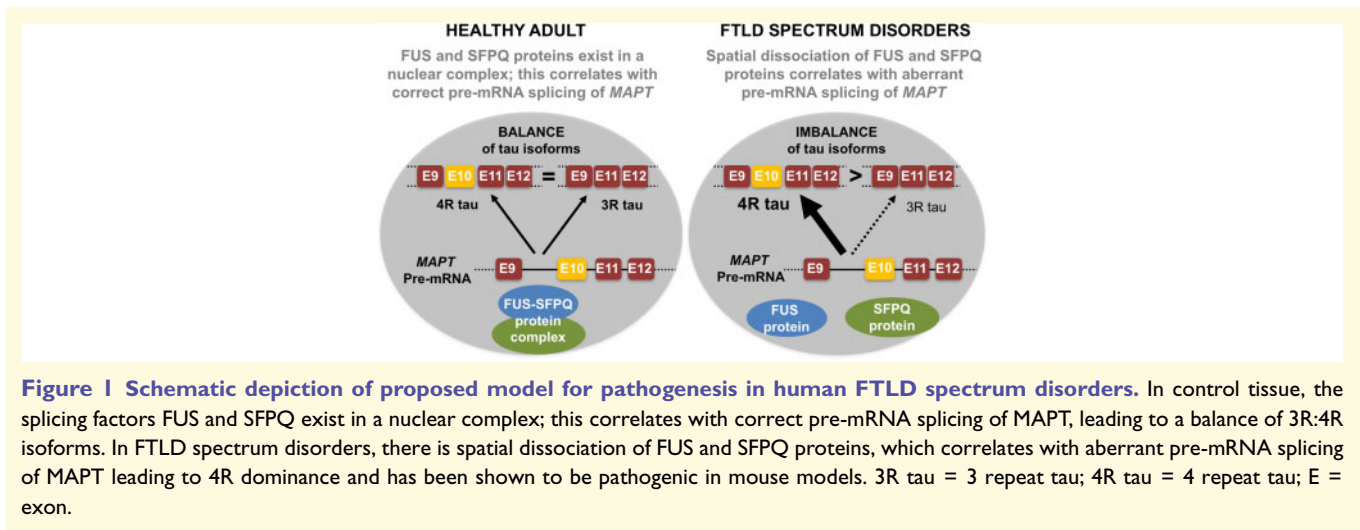 HEALTHY ADULT
FUS and SFPQ proteins exist in a
nuclear complex; this correlates with
correct pre-mRNA splicing of MAPT
BALANCE
of tau isoforms
E9 E10 E11 E12 = E9 E11 E12
4R tau 3R tau
MAPT
Pre-mRNA
E9 E10 E11 E12
FUS-SFPQ
protein
complex
FTLD SPECTRUM DISORDERS
Spatial dissociation of FUS and SFPQ
proteins correlates with aberrant
pre-mRNA splicing of MAPT
IMBALANCE
of tau isoforms
E9 E10 E11 E12 > E9 E11 E12
4R tau 3R tau
MAPT
Pre-mRNA
E9 E10 E11 E12
FUS
protein
SFPQ
protein
Figure 1 Schematic depiction of proposed model for pathogenesis in human FTLD spectrum disorders. In control tissue, the
splicing factors FUS and SFPQ exist in a nuclear complex; this correlates with correct pre-mRNA splicing of MAPT, leading to a balance of 3R:4R
isoforms. In FTLD spectrum disorders, there is spatial dissociation of FUS and SFPQ proteins, which correlates with aberrant pre-mRNA splicing
of MAPT leading to 4R dominance and has been shown to be pathogenic in mouse models. 3R tau = 3 repeat tau; 4R tau = 4 repeat tau; E =
exon.